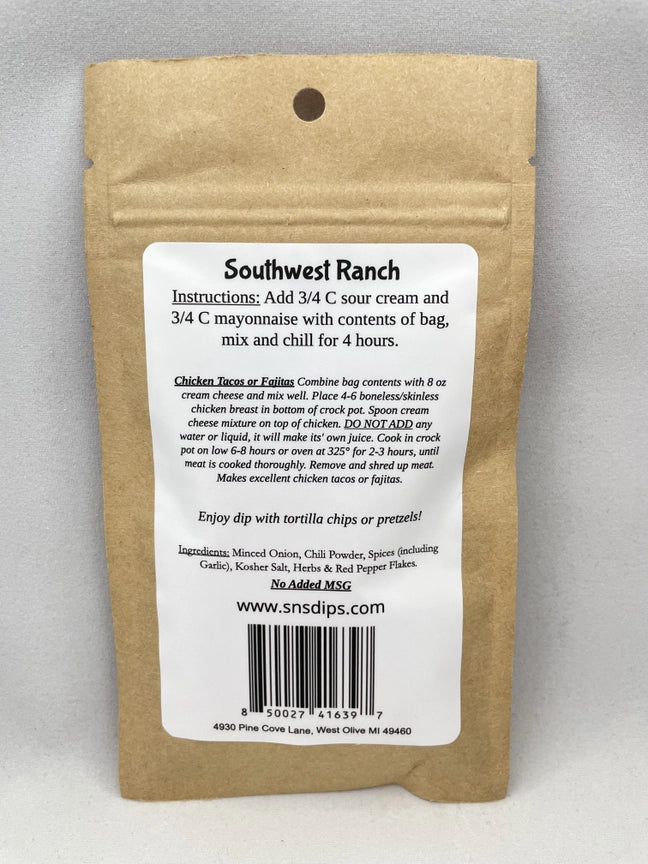 Southwest Ranch
Instructions: Add 3/4 C sour cream and
3/4 C mayonnaise with contents of bag,
mix and chill for 4 hours.
Chicken Tacos or Fajitas Combine bag contents with 8 oz
cream cheese and mix well. Place 4-6 boneless/skinless
chicken breast in bottom of crock pot. Spoon cream
cheese mixture on top of chicken. DO NOT ADD any
water or liquid, it will make its' own juice. Cook in crock
pot on low 6-8 hours or oven at 325° for 2-3 hours, until
meat is cooked thoroughly. Remove and shred up meat.
Makes excellent chicken tacos or fajitas.
Enjoy dip with tortilla chips or pretzels!
Ingredients: Minced Onion, Chili Powder, Spices (including
Garlic), Kosher Salt, Herbs & Red Pepper Flakes.
No Added MSG
www.snsdips.com
8 50027 41639 7
4930 Pine Cove Lane, West Olive MI 49460